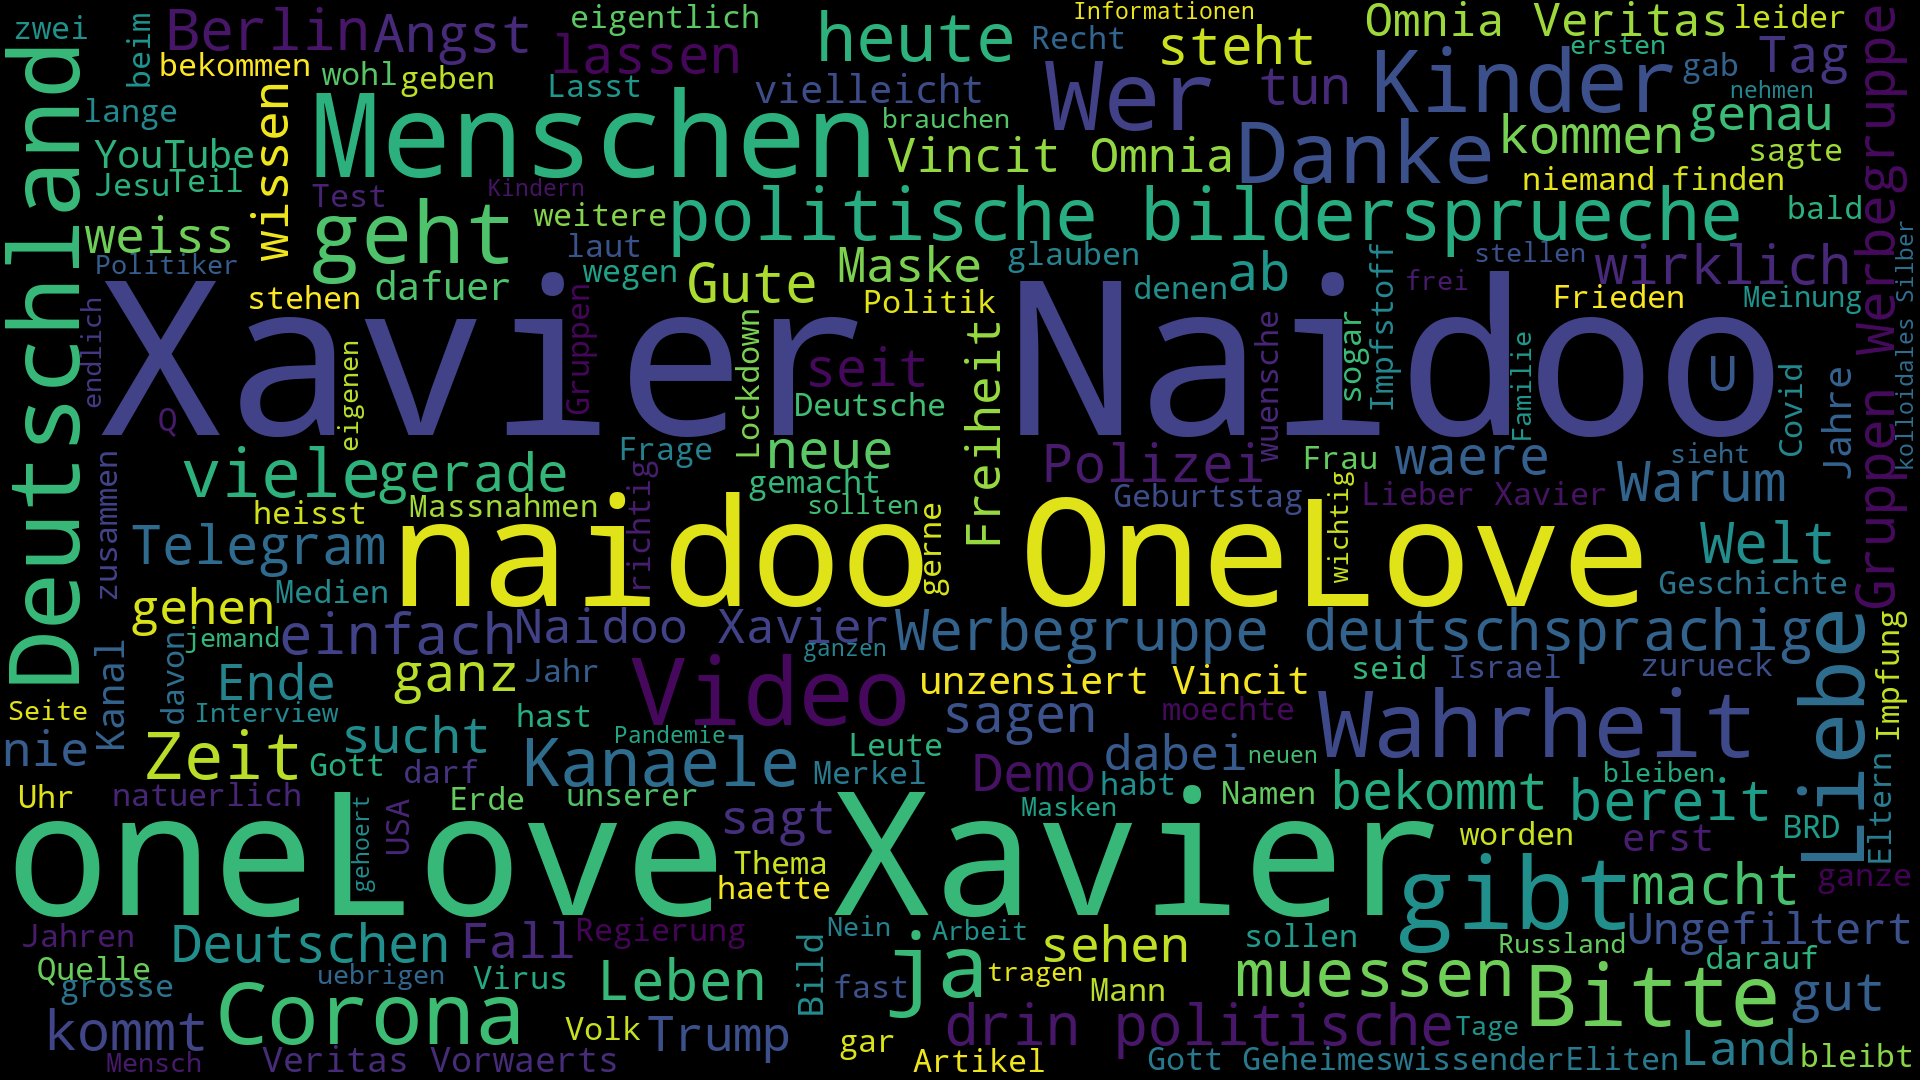 zwei
beim
Berlin
Angst
eigentlich
lassen
heute
Informationen
Recht
steht
Omnia Veritas
leider
ersten
Tag
gab
nehmen
Gruppen Werbegruppe
bekommen
wohl
geben
Lasst
vielleicht
Wer
tun
Kinder
genau
Deutschland
lange
wissen
Menschen
brauchen
Vincit Omnia
Danke
kommen
sagte
YouTube
Jesu
Teil
Test
Kindern
niemand
finden
weiss
geht
weitere
politische bildersprueche
bald
Politiker
laut
wegen
Maske
glauben
stellen
wirklich
kolloidales Silber
stehen
dafuer
Gute
Politik
denen
ab
Impfstoff
frei
Frieden
Meinung
endlich
Xavier Naidoo
Gruppen
Lockdown
seit
Freiheit
wuensche
sogar
Familie
U
Covid
Jahre
Q
eigenen
Deutsche
neue
Frage
viele
gerade
Polizei
Frau
waere
sieht
Warum
zusammen
heisst
Massnahmen
richtig
gemacht
sollten
Geburtstag
wichtig
Lieber Xavier
Telegram
naidoo OneLove
gerne
Welt
Medien
Geschichte
gehen
jemand
einfach
Naidoo Xavier
Werbegruppe deutschsprachig
Liebe
Impfung
Kanal
davon
Ende
ganz
Jahr
ganzen
Video
unzensiert Vincit
seid
Israel
zurueck
Seite
Interview
hast
moechte
sagen
Wahrheit
nie
Zeit
sucht
Gott
Pandemie
Kanaele
Leute
Merkel
dabei
neuen
Demo
habt
bleiben
Eltern
Uhr
natuerlich
darf
Erde
unserer
Masken
Namen
bekommt
bereit
oneLove Xavier
gehoert
USA
sagt
Thema
haette
worden
erst
BRD
gibt
macht
ganze
Jahren
Deutschen
Fall
Regierung
Nein
Arbeit
sehen
sollen
Russland
Ungefiltert
Quelle
grosse
uebrigen
Virus
Leben
Bild
fast
ja
tragen
Mann
muessen
darauf
Bitte
gut
kommt
Corona
Volk
Trump
gar
drin politische
Tage
Land
bleibt
Mensch
Veritas Vorwaerts
Artikel
Gott GeheimeswissenderEliten